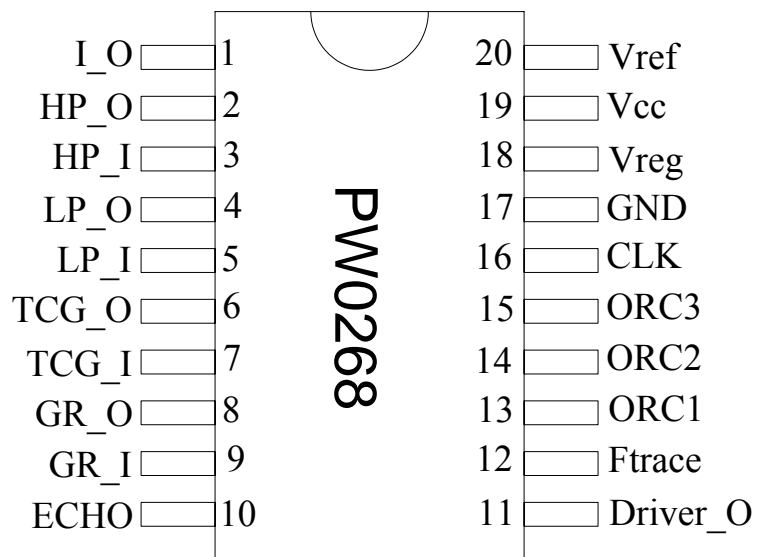 I_O 1 20 Vref
HP_O 2 19 Vcc
HP_I 3 18 Vreg
LP_O 4 17 GND
LP_I 5 16 CLK
TCG_O 6 15 ORC3
TCG_I 7 14 ORC2
GR_O 8 13 ORC1
GR_I 9 12 Ftrace
ECHO 10 11 Driver_O
PW0268